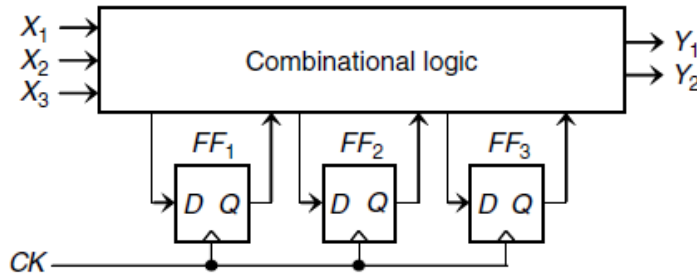 X₁
X₂
X₃
Combinational logic
Y₁
Y₂
FF₁
FF₂
FF₃
D Q
D Q
D Q
CK